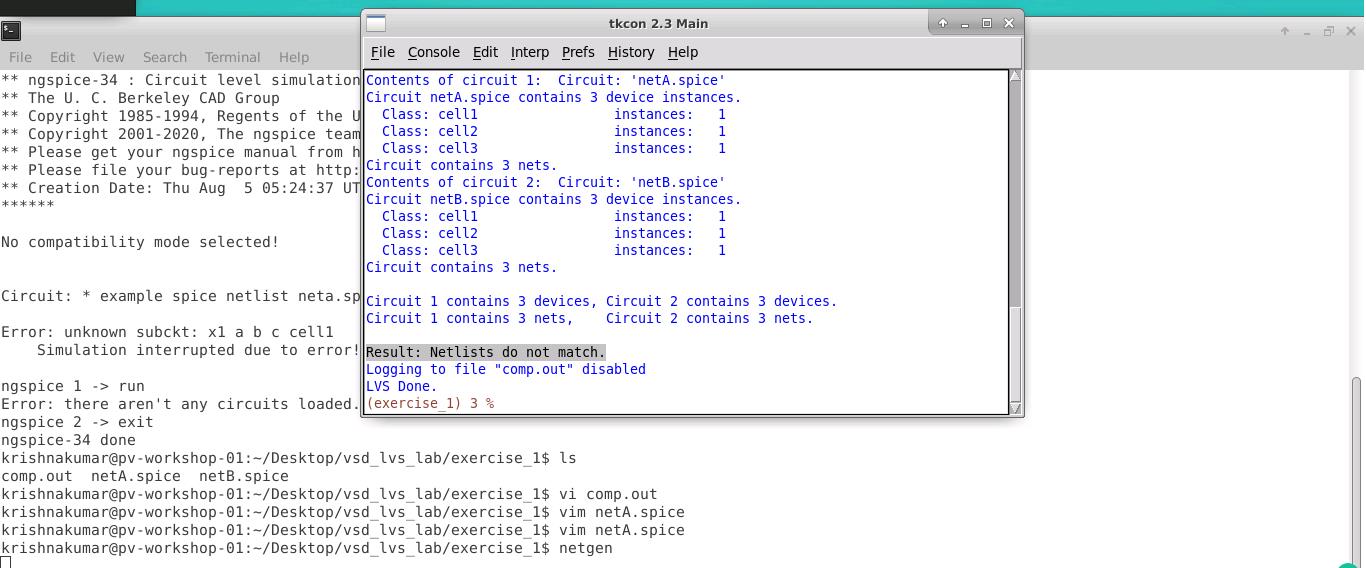 tkcon 2.3 Main
File Console Edit Interp Prefs History Help
Contents of circuit 1:  Circuit: 'netA.spice'
Circuit netA.spice contains 3 device instances.
  Class: cell1                 instances:   1
  Class: cell2                 instances:   1
  Class: cell3                 instances:   1
Circuit contains 3 nets.
Contents of circuit 2:  Circuit: 'netB.spice'
Circuit netB.spice contains 3 device instances.
  Class: cell1                 instances:   1
  Class: cell2                 instances:   1
  Class: cell3                 instances:   1
Circuit contains 3 nets.
Circuit 1 contains 3 devices, Circuit 2 contains 3 devices.
Circuit 1 contains 3 nets,    Circuit 2 contains 3 nets.
Result: Netlists do not match.
Logging to file "comp.out" disabled
LVS Done.
(exercise_1) 3 %
File Edit View Search Terminal Help
** ngspice-34 : Circuit level simulation
** The U. C. Berkeley CAD Group
** Copyright 1985-1994, Regents of the U
** Copyright 2001-2020, The ngspice team
** Please get your ngspice manual from h
** Please file your bug-reports at http:
** Creation Date: Thu Aug  5 05:24:37 UT
******
No compatibility mode selected!
Circuit: * example spice netlist neta.sp
Error: unknown subckt: x1 a b c cell1
    Simulation interrupted due to error!
ngspice 1 -> run
Error: there aren't any circuits loaded.
ngspice 2 -> exit
ngspice-34 done
krishnakumar@pv-workshop-01:~/Desktop/vsd_lvs_lab/exercise_1$ ls
comp.out  netA.spice  netB.spice
krishnakumar@pv-workshop-01:~/Desktop/vsd_lvs_lab/exercise_1$ vi comp.out
krishnakumar@pv-workshop-01:~/Desktop/vsd_lvs_lab/exercise_1$ vim netA.spice
krishnakumar@pv-workshop-01:~/Desktop/vsd_lvs_lab/exercise_1$ vim netA.spice
krishnakumar@pv-workshop-01:~/Desktop/vsd_lvs_lab/exercise_1$ netgen